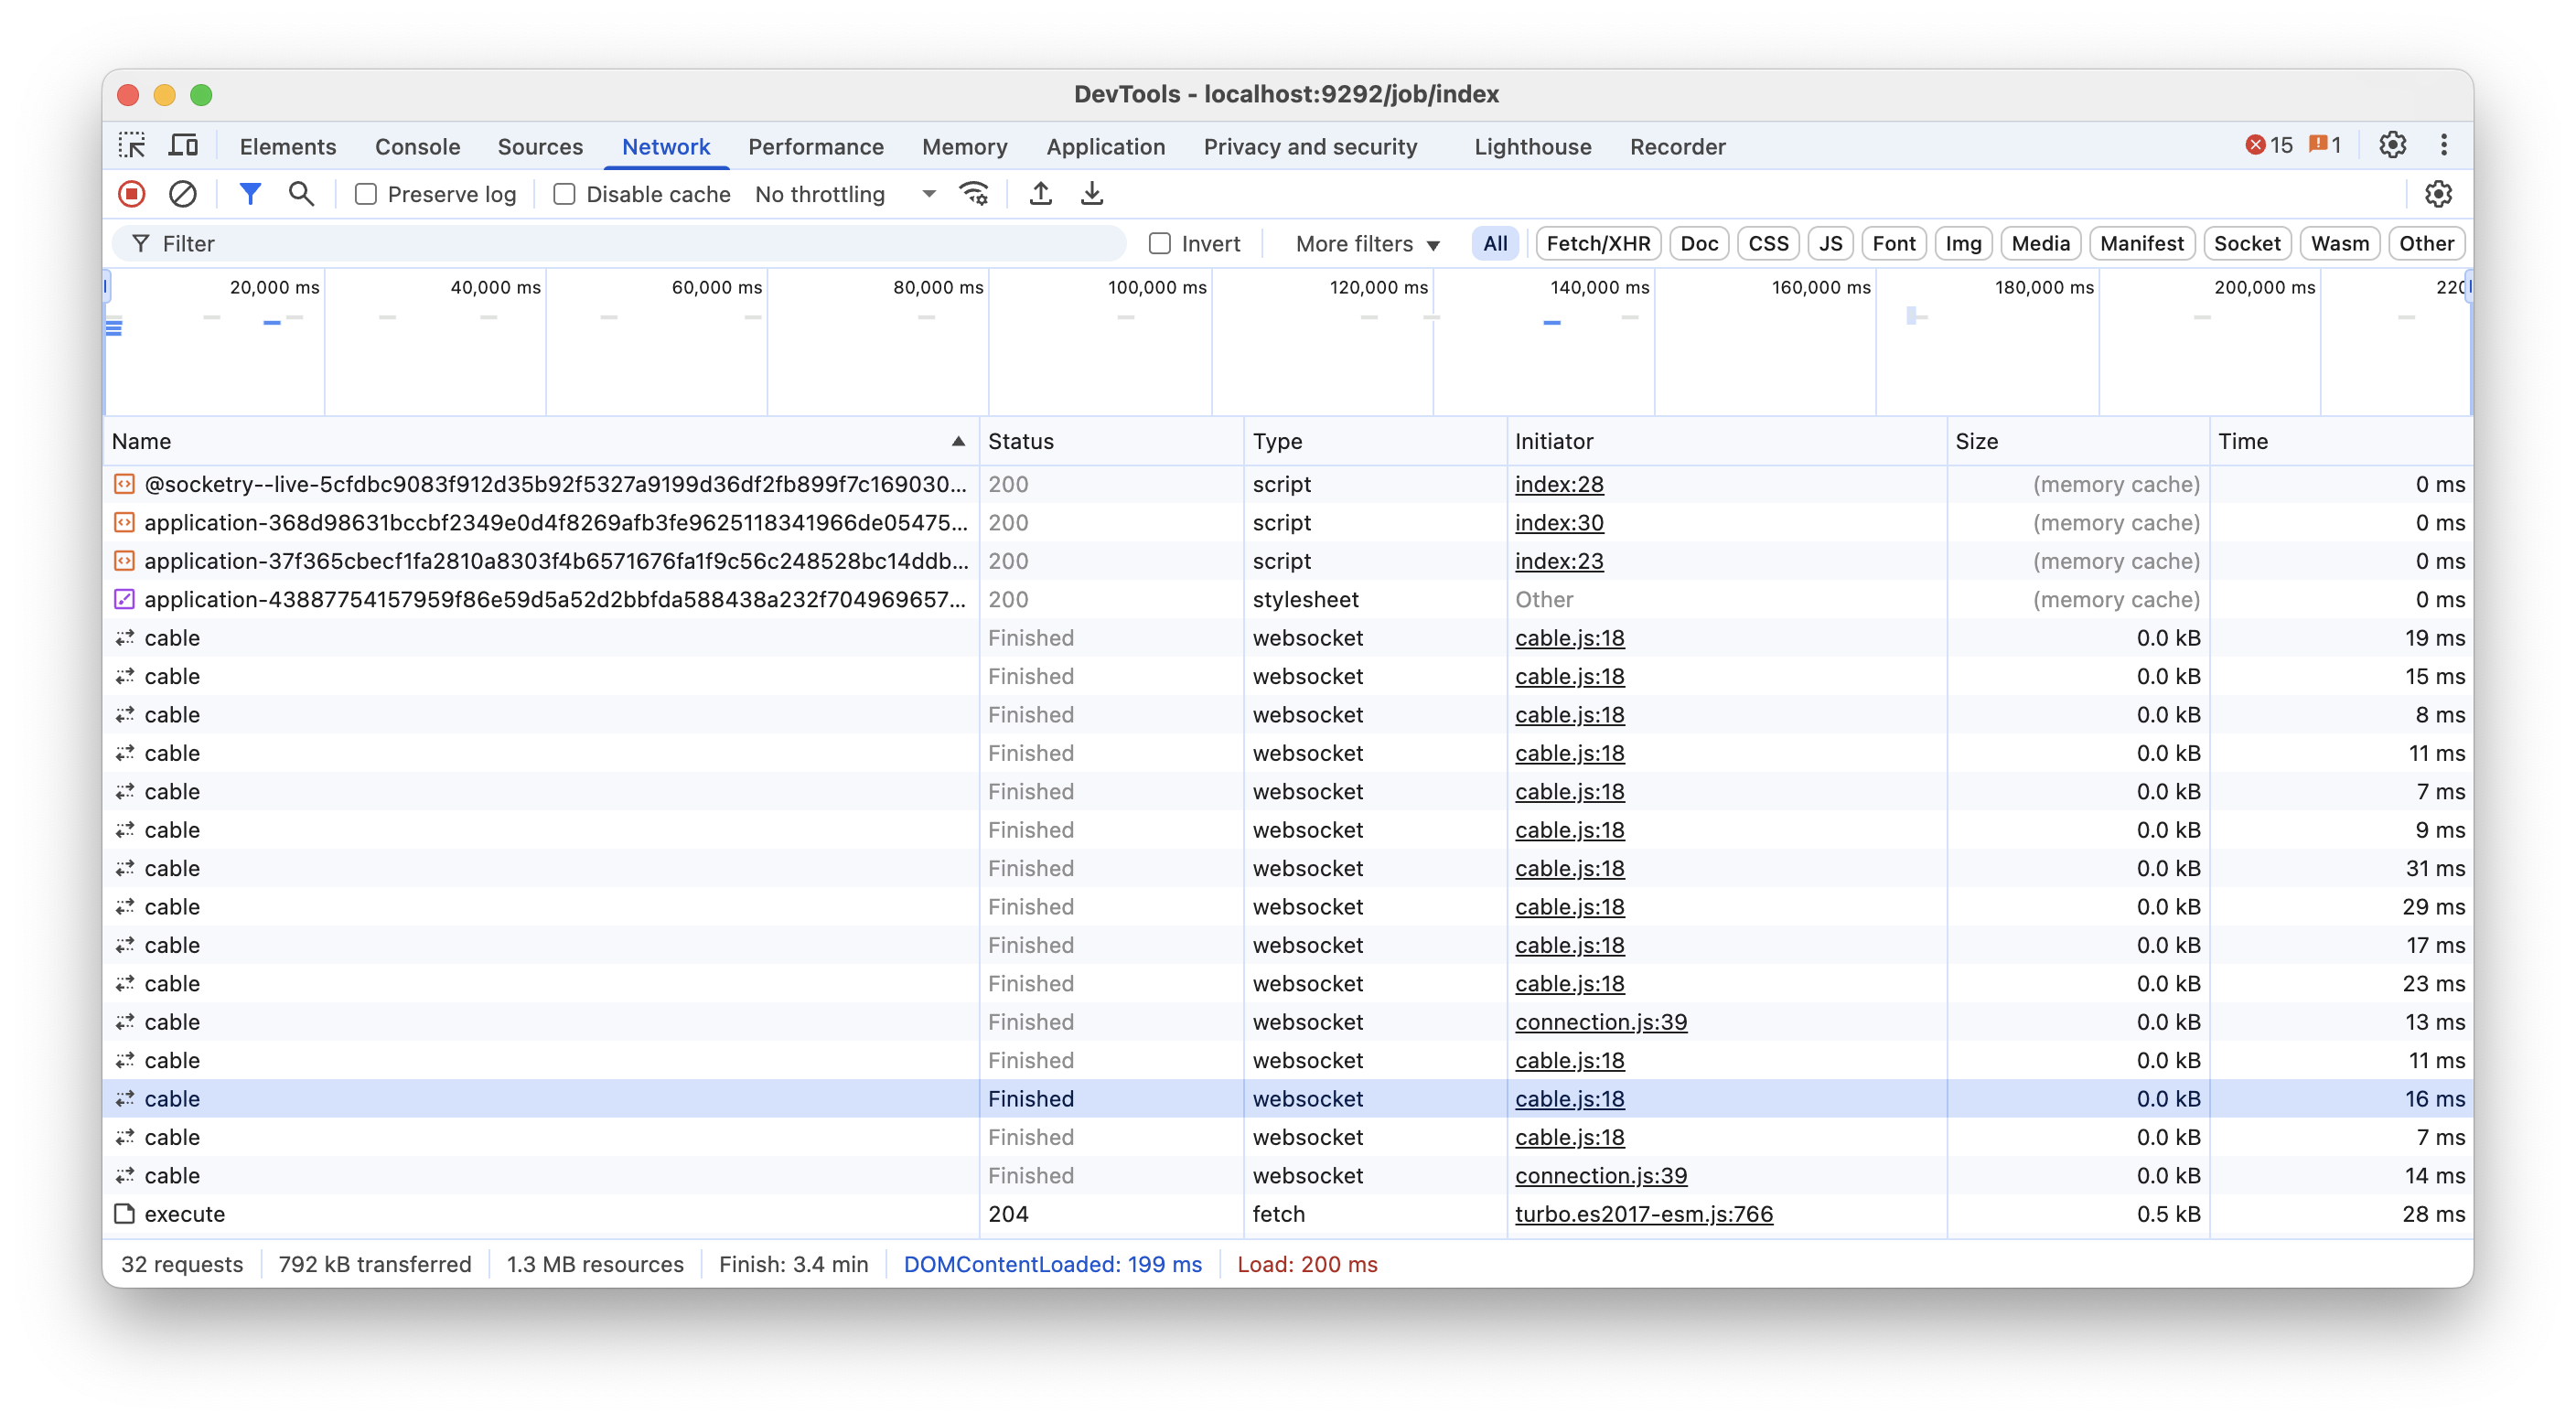 DevTools - localhost:9292/job/index
Elements Console Sources Network Performance Memory Application Privacy and security Lighthouse Recorder 15 1
Preserve log Disable cache No throttling
Filter Invert More filters All Fetch/XHR Doc CSS JS Font Img Media Manifest Socket Wasm Other
20,000 ms 40,000 ms 60,000 ms 80,000 ms 100,000 ms 120,000 ms 140,000 ms 160,000 ms 180,000 ms 200,000 ms 220
Name Status Type Initiator Size Time
@socketry--live-5cfdbc9083f912d35b92f5327a9199d36df2fb899f7c169030... 200 script index:28 (memory cache) 0 ms
application-368d98631bccbf2349e0d4f8269afb3fe9625118341966de05475... 200 script index:30 (memory cache) 0 ms
application-37f365cbecf1fa2810a8303f4b6571676fa1f9c56c248528bc14ddb... 200 script index:23 (memory cache) 0 ms
application-43887754157959f86e59d5a52d2bbfda588438a232f704969657... 200 stylesheet Other (memory cache) 0 ms
cable Finished websocket cable.js:18 0.0 kB 19 ms
cable Finished websocket cable.js:18 0.0 kB 15 ms
cable Finished websocket cable.js:18 0.0 kB 8 ms
cable Finished websocket cable.js:18 0.0 kB 11 ms
cable Finished websocket cable.js:18 0.0 kB 7 ms
cable Finished websocket cable.js:18 0.0 kB 9 ms
cable Finished websocket cable.js:18 0.0 kB 31 ms
cable Finished websocket cable.js:18 0.0 kB 29 ms
cable Finished websocket cable.js:18 0.0 kB 17 ms
cable Finished websocket cable.js:18 0.0 kB 23 ms
cable Finished websocket connection.js:39 0.0 kB 13 ms
cable Finished websocket cable.js:18 0.0 kB 11 ms
cable Finished websocket cable.js:18 0.0 kB 16 ms
cable Finished websocket cable.js:18 0.0 kB 7 ms
cable Finished websocket connection.js:39 0.0 kB 14 ms
execute 204 fetch turbo.es2017-esm.js:766 0.5 kB 28 ms
32 requests 792 kB transferred 1.3 MB resources Finish: 3.4 min DOMContentLoaded: 199 ms Load: 200 ms